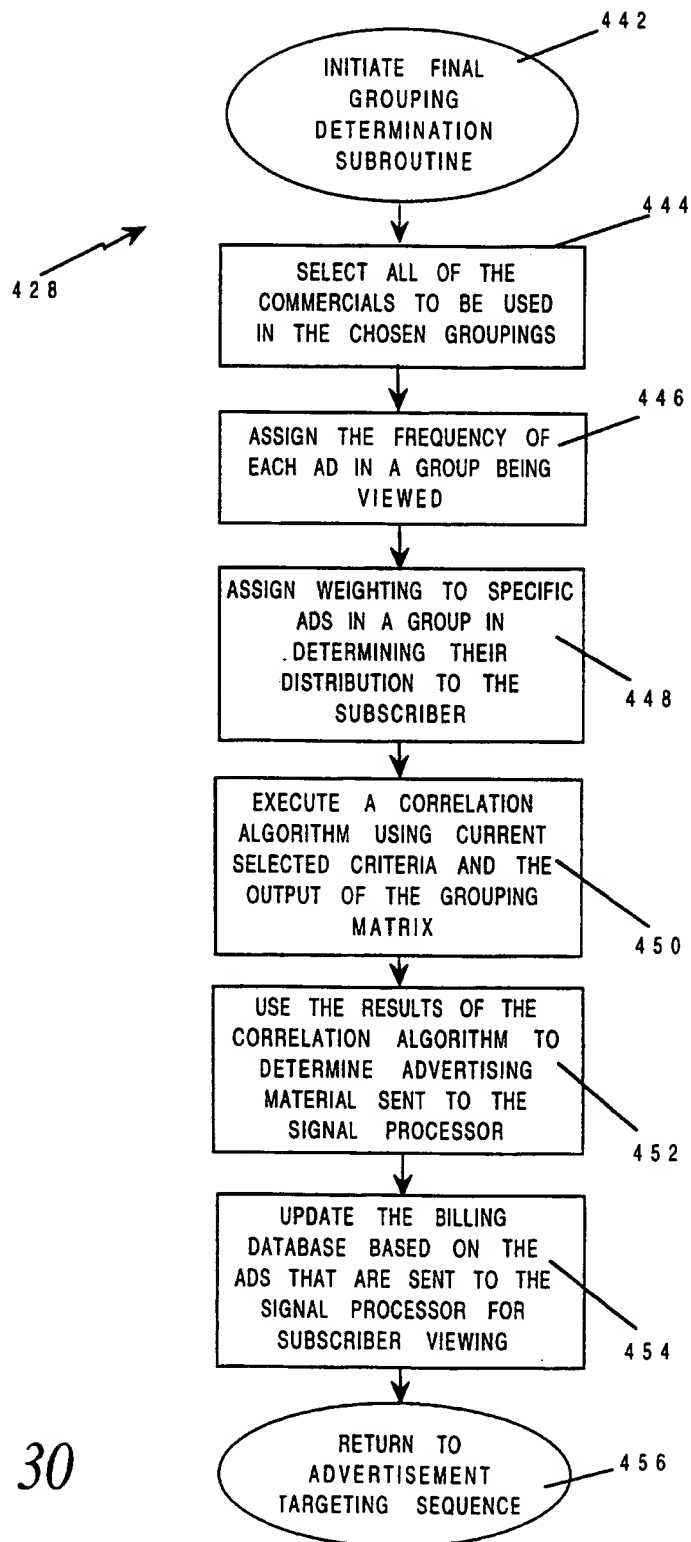 442
INITIATE FINAL
GROUPING
DETERMINATION
SUBROUTINE
428
444
SELECT ALL OF THE
COMMERCIALS TO BE USED
IN THE CHOSEN GROUPINGS
446
ASSIGN THE FREQUENCY OF
EACH AD IN A GROUP BEING
VIEWED
ASSIGN WEIGHTING TO SPECIFIC
ADS IN A GROUP IN
DETERMINING THEIR
DISTRIBUTION TO THE
SUBSCRIBER
448
EXECUTE A CORRELATION
ALGORITHM USING CURRENT
SELECTED CRITERIA AND THE
OUTPUT OF THE GROUPING
MATRIX
450
USE THE RESULTS OF THE
CORRELATION ALGORITHM TO
DETERMINE ADVERTISING
MATERIAL SENT TO THE
SIGNAL PROCESSOR
452
UPDATE THE BILLING
DATABASE BASED ON THE
ADS THAT ARE SENT TO THE
SIGNAL PROCESSOR FOR
SUBSCRIBER VIEWING
454
RETURN TO
ADVERTISEMENT
TARGETING SEQUENCE
456
30